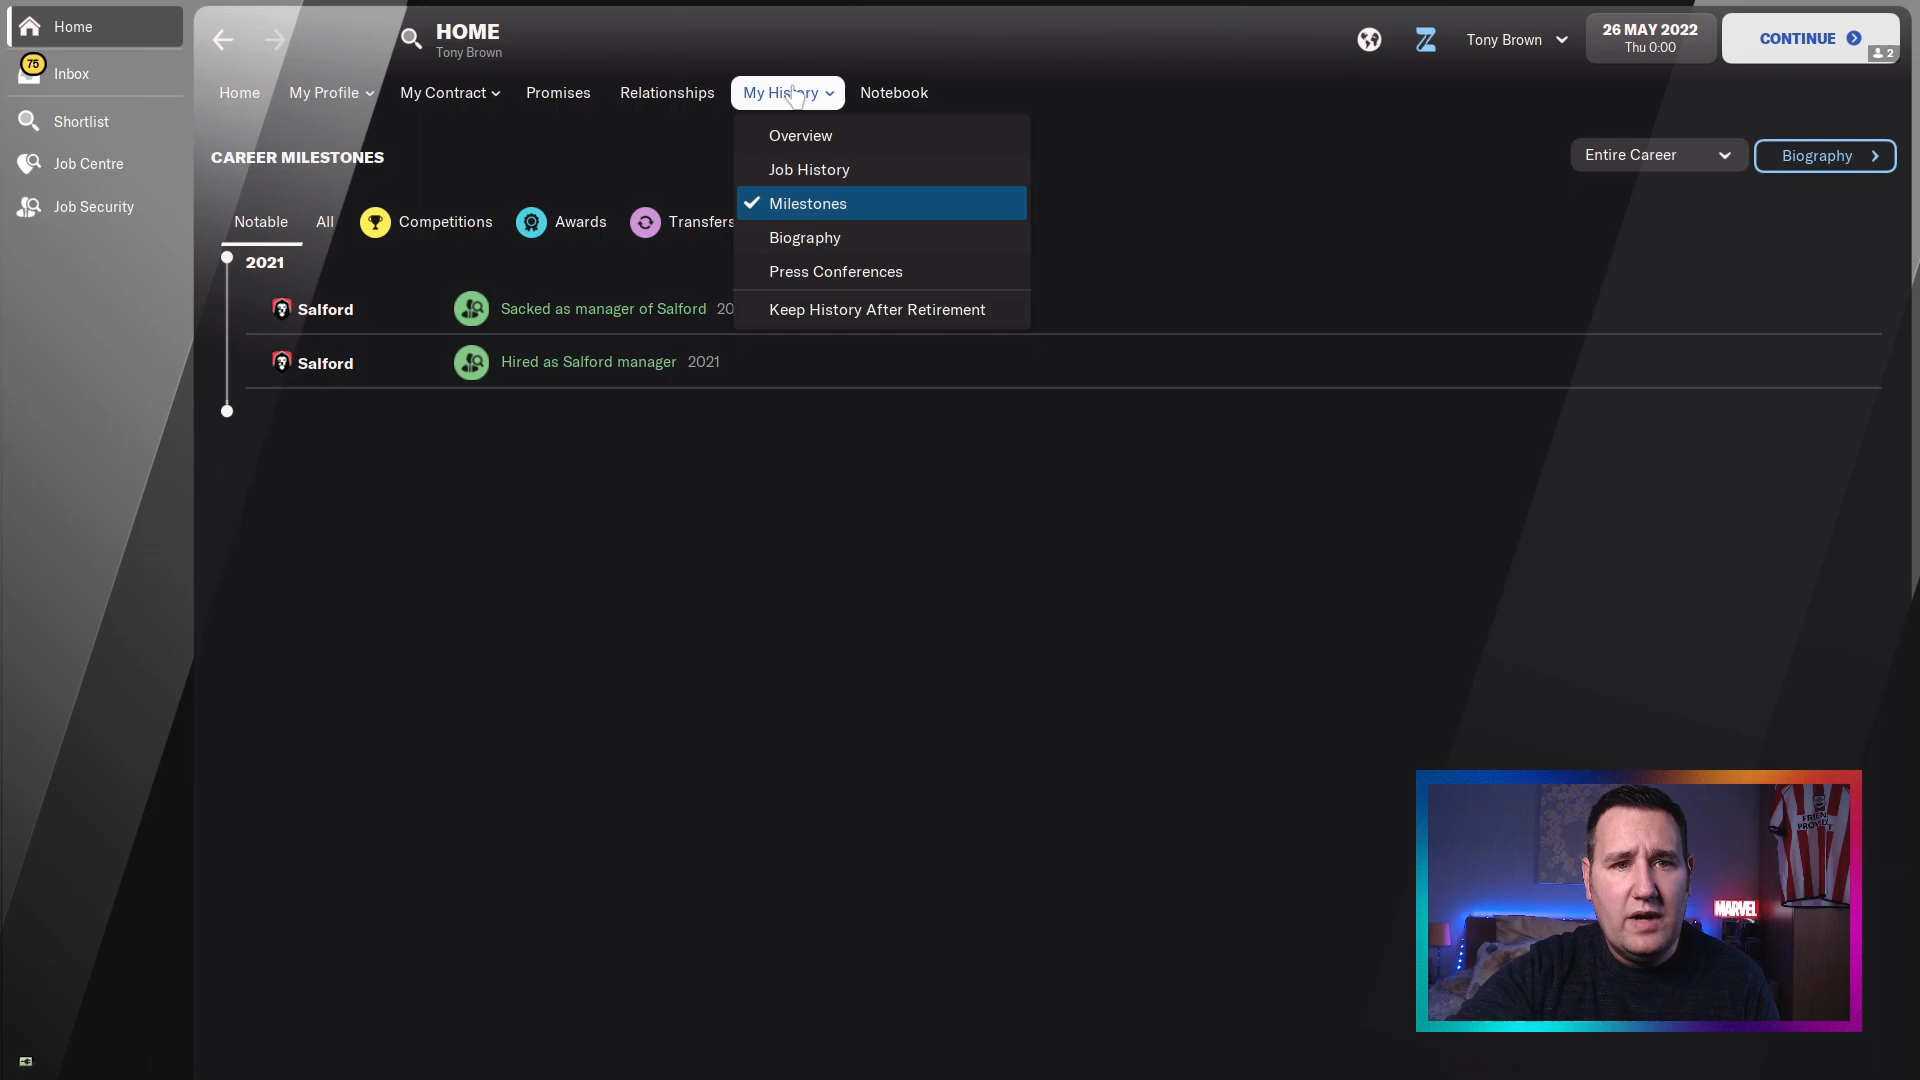 Home
75
Inbox
Shortlist
Job Centre
Job Security
HOME
Tony Brown
Tony Brown
26 MAY 2022
Thu 0:00
CONTINUE
2
Home
My Profile
My Contract
Promises
Relationships
My History
Notebook
Overview
Job History
Milestones
Biography
Press Conferences
Keep History After Retirement
CAREER MILESTONES
Entire Career
Biography
Notable
All
Competitions
Awards
Transfers
2021
Salford
Sacked as manager of Salford 20
Salford
Hired as Salford manager 2021
MARVEL